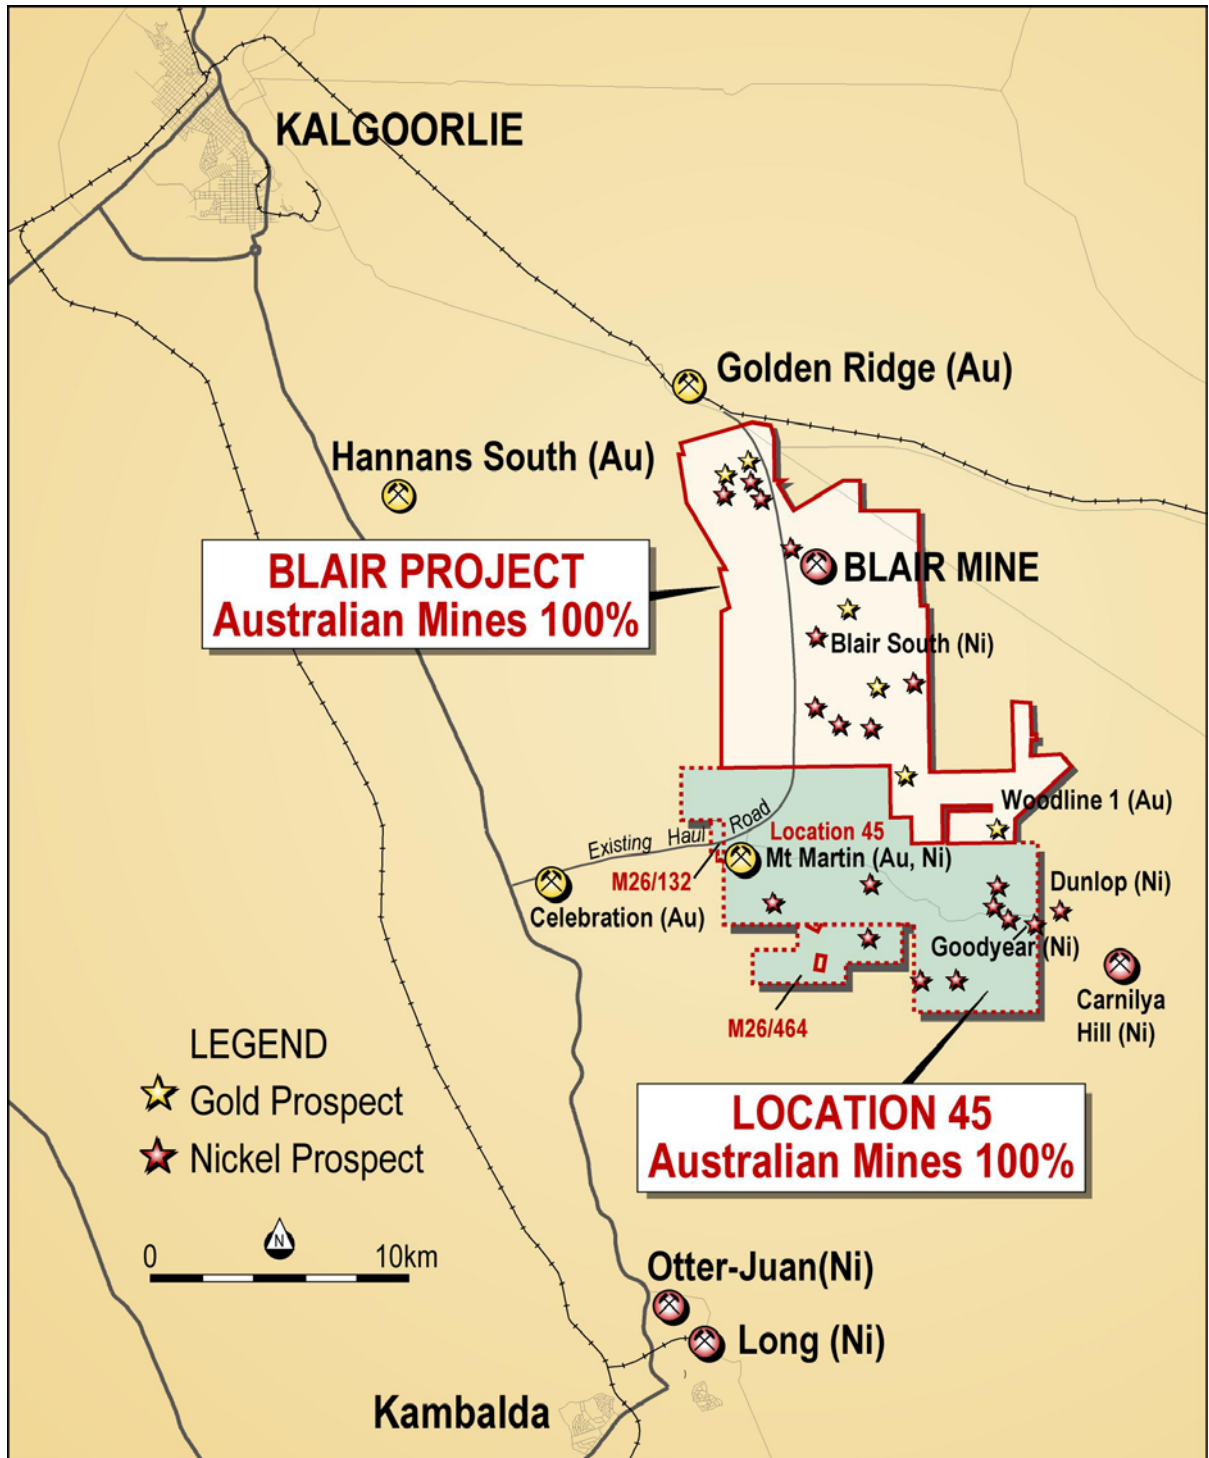 KALGOORLIE
Golden Ridge (Au)
Hannans South (Au)
BLAIR PROJECT
Australian Mines 100%
BLAIR MINE
Blair South (Ni)
Woodline 1 (Au)
Existing Haul Road
Location 45
Mt Martin (Au, Ni)
M26/132
Dunlop (Ni)
Celebration (Au)
Goodyear (Ni)
Carnilya
Hill (Ni)
M26/464
LEGEND
Gold Prospect
Nickel Prospect
LOCATION 45
Australian Mines 100%
N
0 10km
Otter-Juan(Ni)
Long (Ni)
Kambalda